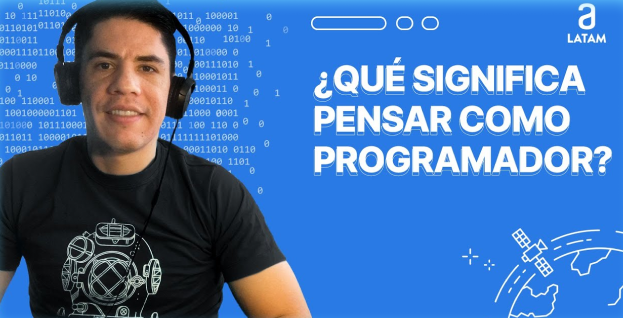 a
LATAM
¿QUÉ SIGNIFICA
PENSAR COMO
PROGRAMADOR?